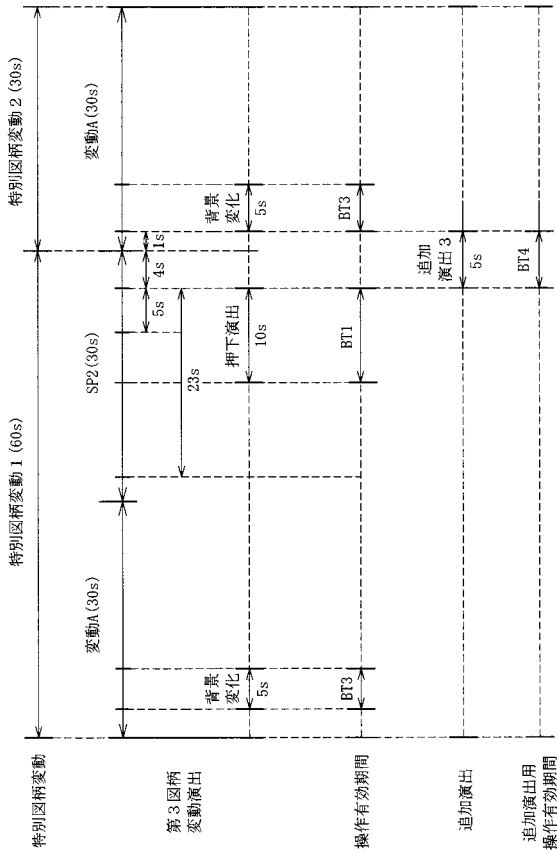 特別図柄変動
特別図柄変動1(60s)
特別図柄変動2(30s)
第3図柄
変動演出
変動A(30s)
SP2(30s)
変動A(30s)
5s
4s
1s
23s
背景
変化
5s
押下演出
10s
背景
変化
5s
操作有効期間
BT3
BT1
BT3
追加演出
追加
演出3
5s
追加演出用
操作有効期間
BT4